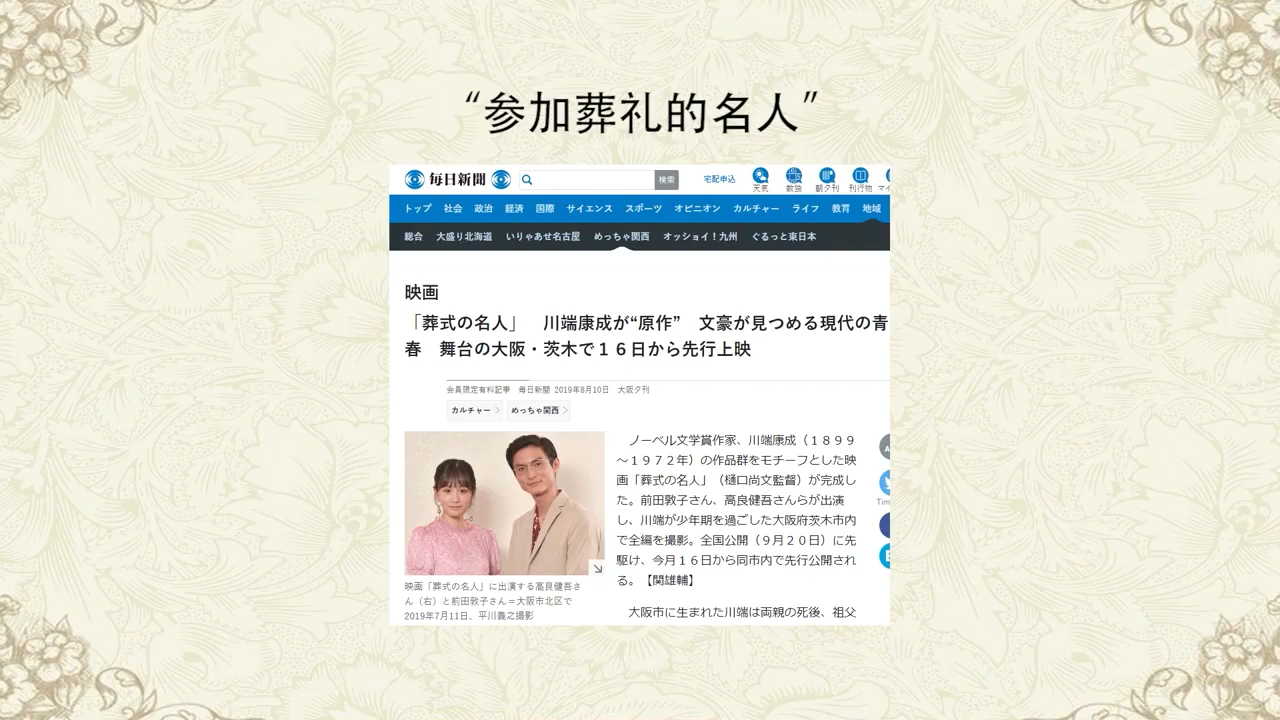 “参加葬礼的名人”
毎日新聞 検索 宅配申込 天気 数独 朝夕刊 刊行物 マイ
トップ 社会 政治 経済 国際 サイエンス スポーツ オピニオン カルチャー ライフ 教育 地域
総合 大盛り北海道 いりゃあせ名古屋 めっちゃ関西 オッショイ！九州 ぐるっと東日本
映画
「葬式の名人」　川端康成が“原作”　文豪が見つめる現代の青
春　舞台の大阪・茨木で１６日から先行上映
会員限定有料記事　毎日新聞 2019年8月10日　大阪夕刊
カルチャー めっちゃ関西
ノーベル文学賞作家、川端康成（１８９９
～１９７２年）の作品群をモチーフとした映
画「葬式の名人」（樋口尚文監督）が完成し
た。前田敦子さん、高良健吾さんらが出演
し、川端が少年期を過ごした大阪府茨木市内
で全編を撮影。全国公開（９月２０日）に先
駆け、今月１６日から同市内で先行公開され
る。【関雄輔】
大阪市に生まれた川端は両親の死後、祖父
映画「葬式の名人」に出演する高良健吾さ
ん（右）と前田敦子さん＝大阪市北区で
2019年7月11日、平川義之撮影